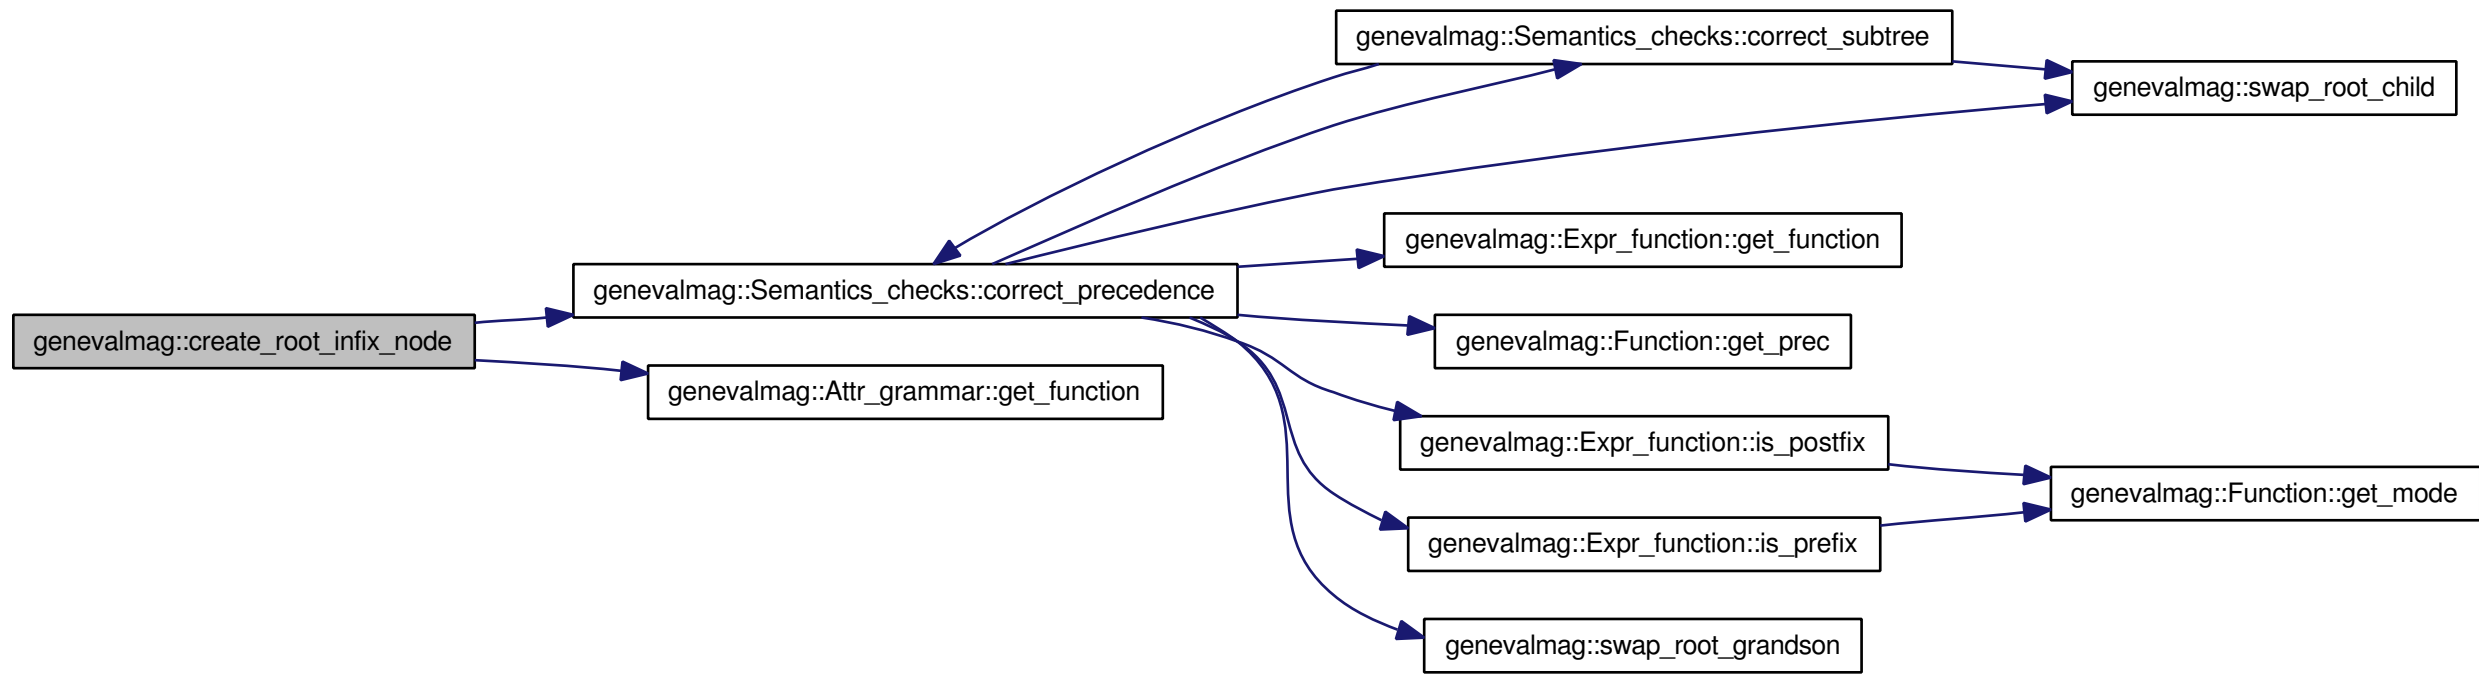 genevalmag::Semantics_checks::correct_subtree
genevalmag::swap_root_child
genevalmag::Expr_function::get_function
genevalmag::Semantics_checks::correct_precedence
genevalmag::create_root_infix_node
genevalmag::Function::get_prec
genevalmag::Attr_grammar::get_function
genevalmag::Expr_function::is_postfix
genevalmag::Function::get_mode
genevalmag::Expr_function::is_prefix
genevalmag::swap_root_grandson